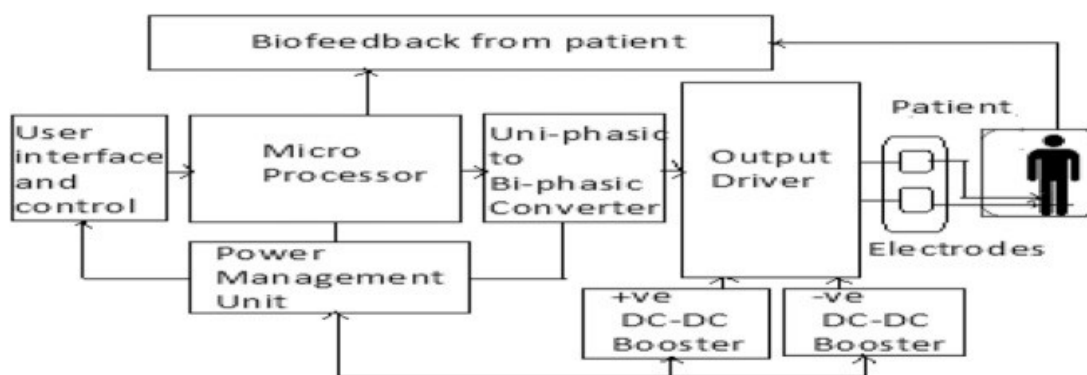 Biofeedback from patient
User
interface
and
control
Micro
Processor
Uni-phasic
to
Bi-phasic
Converter
Output
Driver
Patient
Electrodes
Power
Management
Unit
+ve
DC-DC
Booster
-ve
DC-DC
Booster